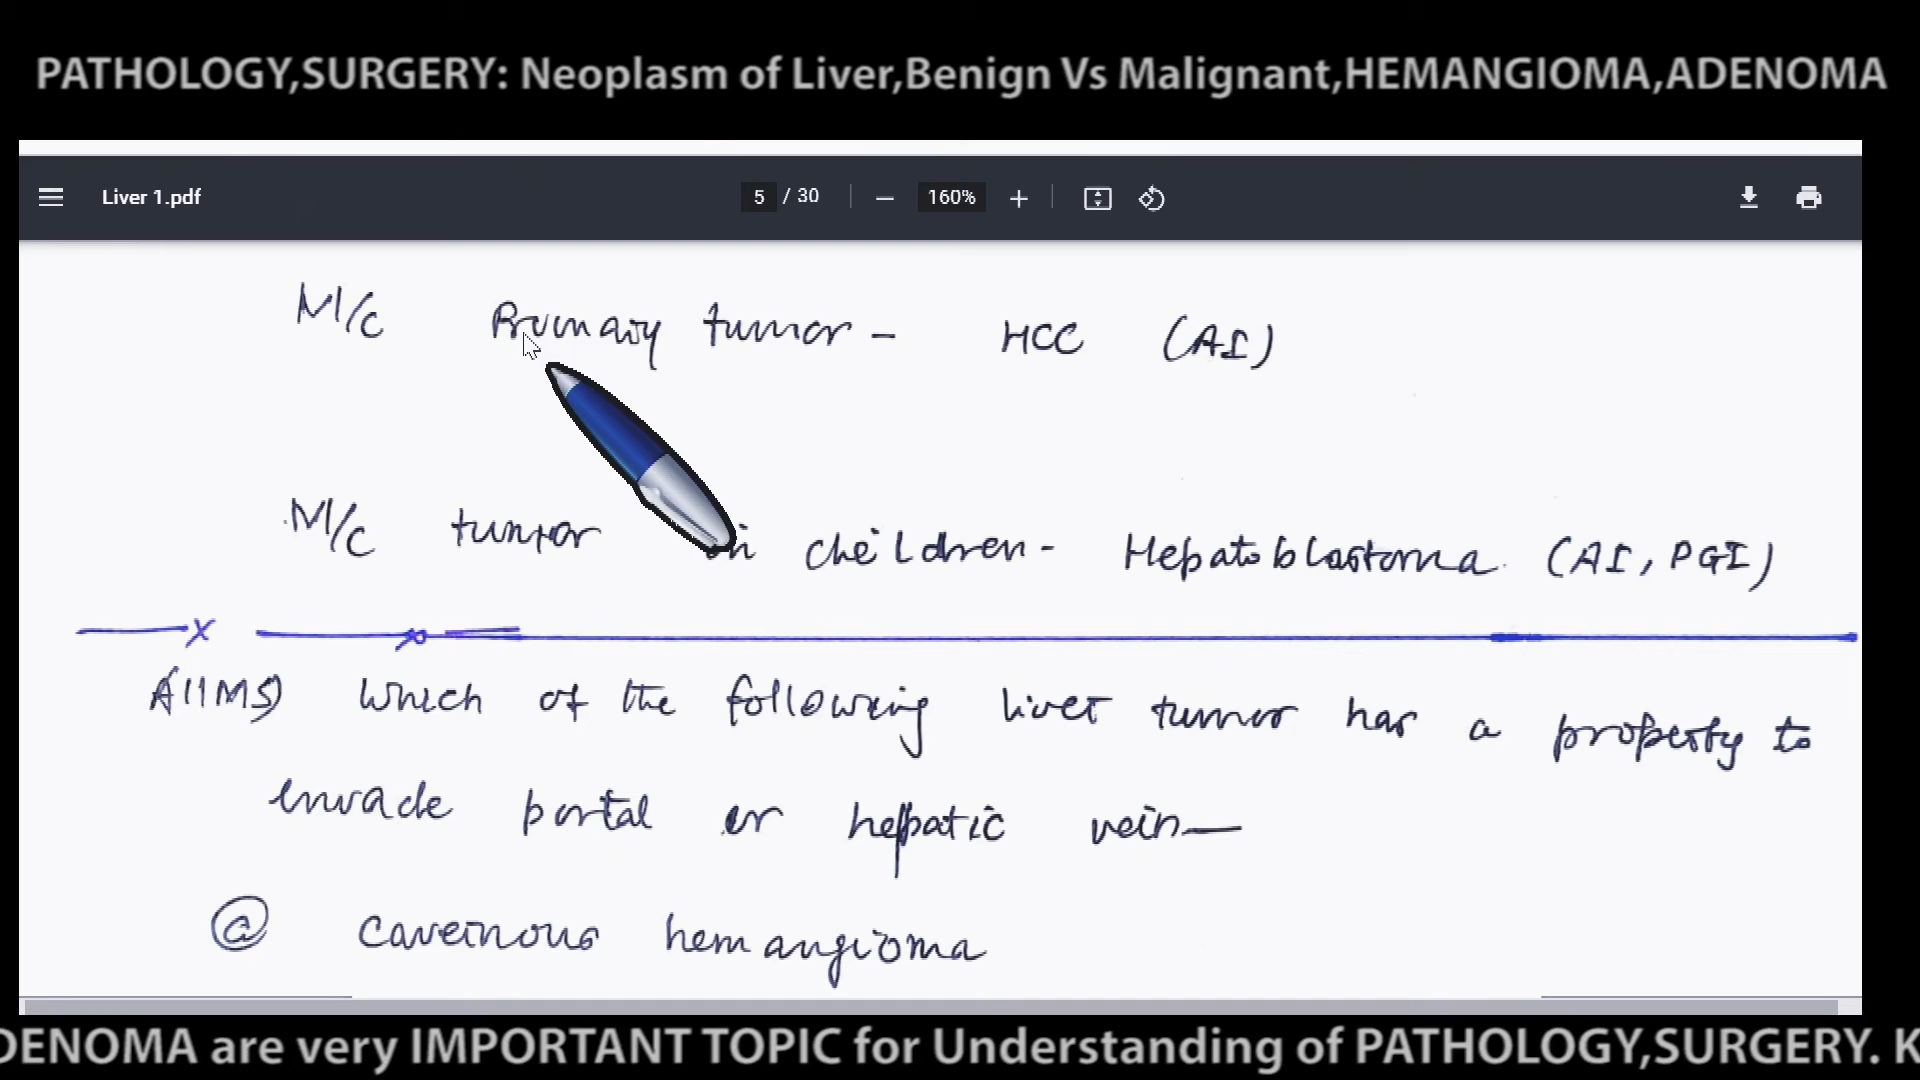 PATHOLOGY,SURGERY: Neoplasm of Liver,Benign Vs Malignant,HEMANGIOMA,ADENOMA
Liver 1.pdf
5 / 30
160%
M/c Primary tumor - HCC (AI)
M/c tumor in children - Hepatoblastoma. (AI, PGI)
AIIMS) Which of the following liver tumor has a property to
invade portal or hepatic vein—
@ cavernous hemangioma
DENOMA are very IMPORTANT TOPIC for Understanding of PATHOLOGY,SURGERY. K